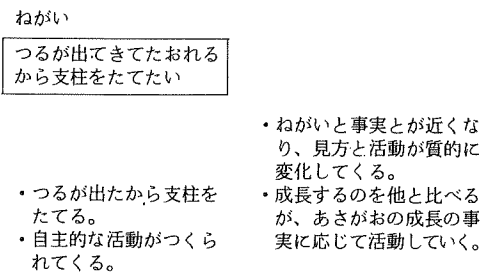 ねがい
つるが出てきてたおれる
から支柱をたてたい
・ねがいと事実とが近くな
り、見方と活動が質的に
変化してくる。
・成長するのを他と比べる
が、あさがおの成長の事
実に応じて活動していく。
・つるが出たから支柱を
たてる。
・自主的な活動がつくら
れてくる。